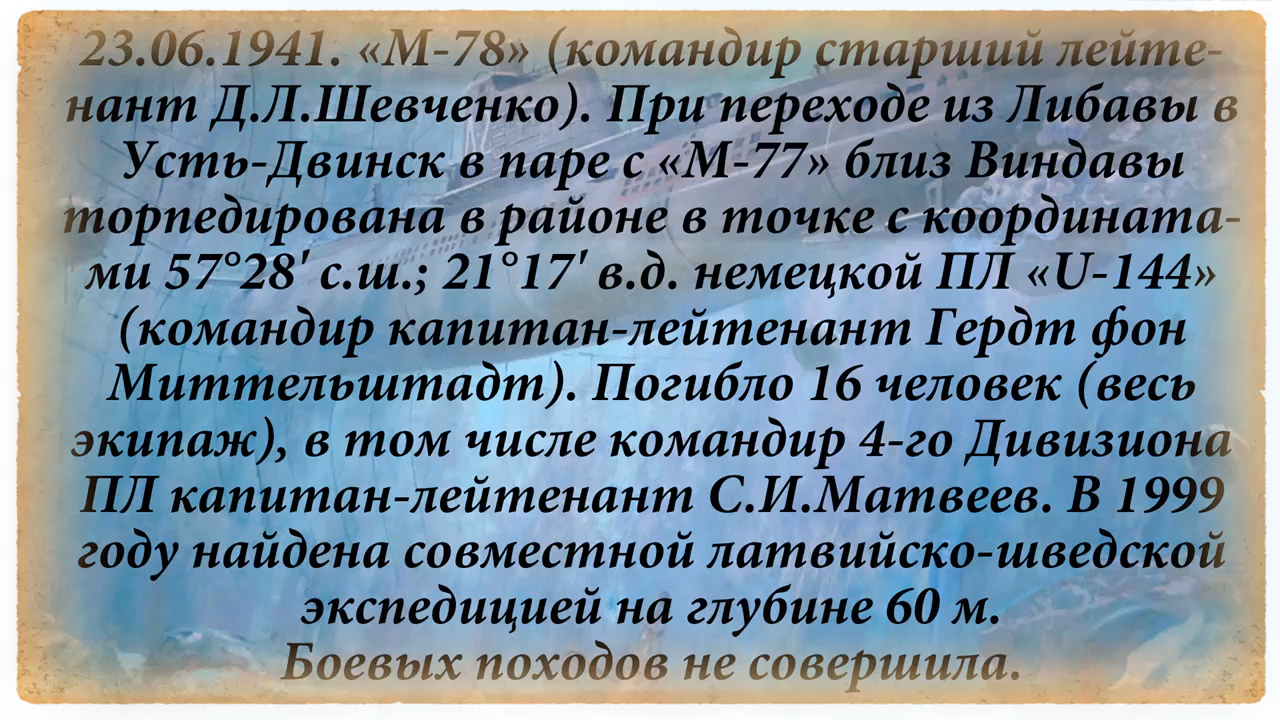 23.06.1941. «М-78» (командир старший лейте-
нант Д.Л.Шевченко). При переходе из Либавы в
Усть-Двинск в паре с «М-77» близ Виндавы
торпедирована в районе в точке с координата-
ми 57°28' с.ш.; 21°17' в.д. немецкой ПЛ «U-144»
(командир капитан-лейтенант Гердт фон
Миттельштадт). Погибло 16 человек (весь
экипаж), в том числе командир 4-го Дивизиона
ПЛ капитан-лейтенант С.И.Матвеев. В 1999
году найдена совместной латвийско-шведской
экспедицией на глубине 60 м.
Боевых походов не совершила.